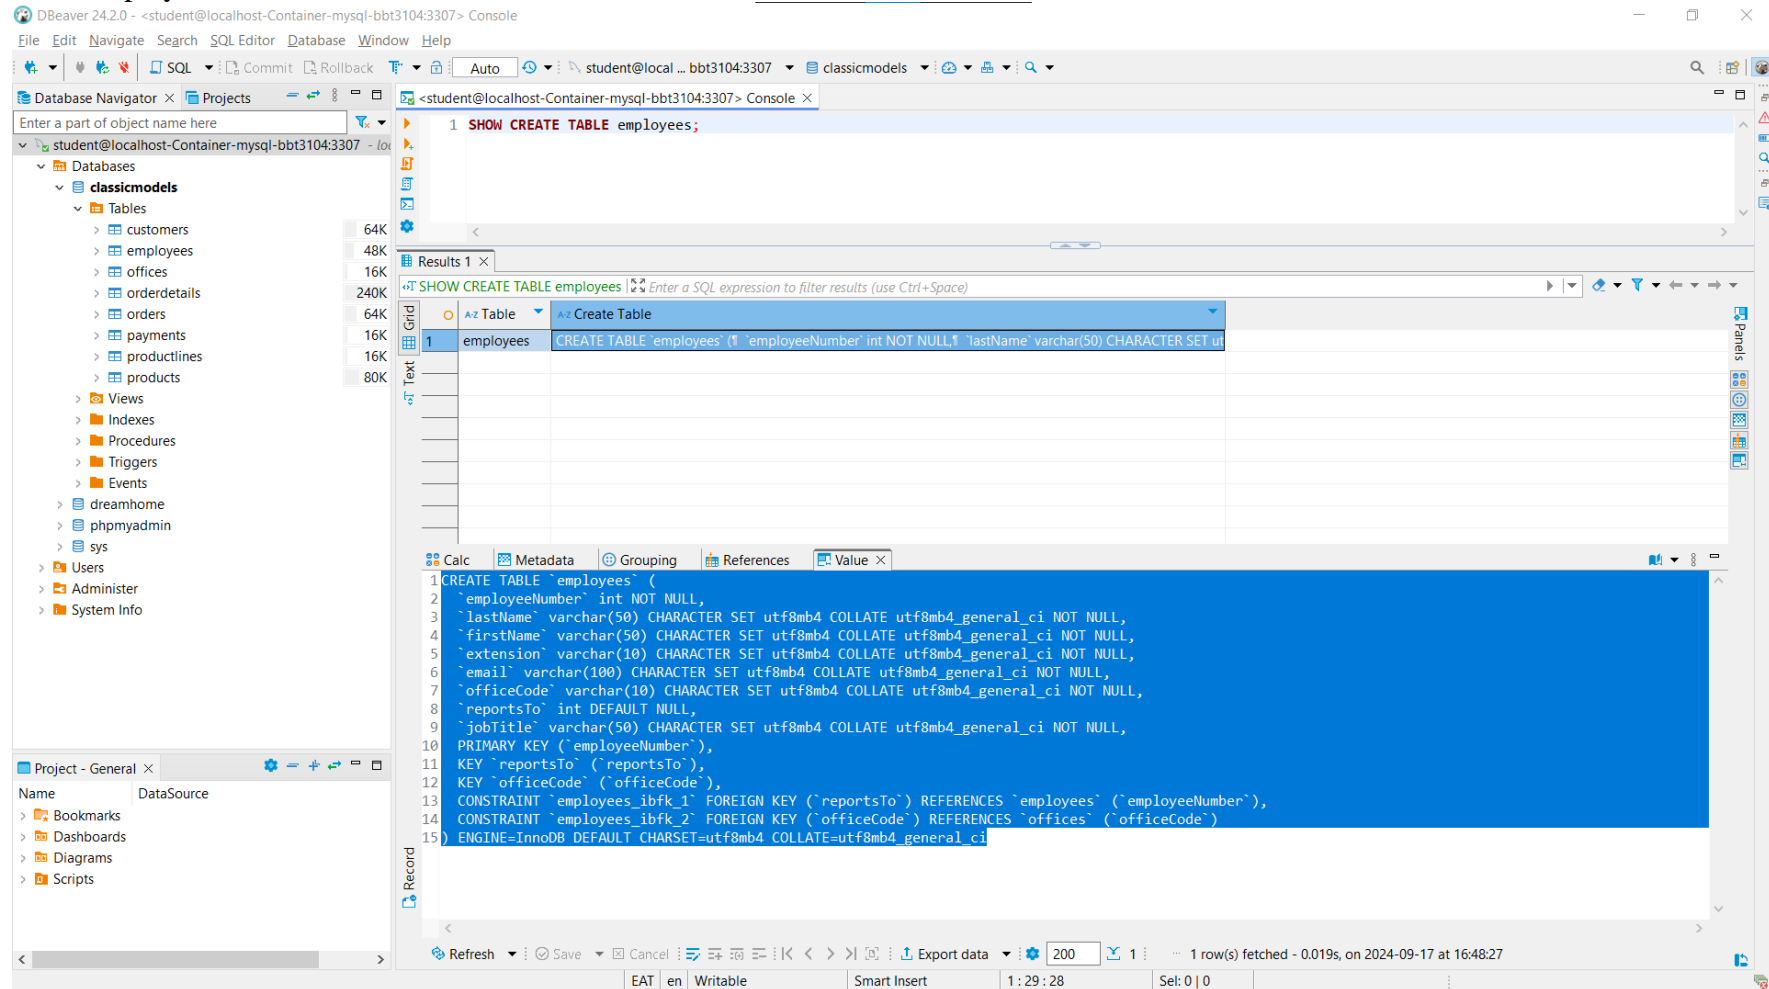 DBeaver 24.2.0 - <student@localhost-Container-mysql-bbt3104:3307> Console
File Edit Navigate Search SQL Editor Database Window Help
SQL Commit Rollback Auto student@local ... bbt3104:3307 classicmodels
Database Navigator Projects
<student@localhost-Container-mysql-bbt3104:3307> Console
Enter a part of object name here
student@localhost-Container-mysql-bbt3104:3307
Databases
classicmodels
Tables
customers 64K
employees 48K
offices 16K
orderdetails 240K
orders 64K
payments 16K
productlines 16K
products 80K
Views
Indexes
Procedures
Triggers
Events
dreamhome
phpmyadmin
sys
Users
Administer
System Info
Project - General
Name DataSource
Bookmarks
Dashboards
Diagrams
Scripts
1 SHOW CREATE TABLE employees;
Results 1
SHOW CREATE TABLE employees Enter a SQL expression to filter results (use Ctrl+Space)
Grid
Text
Record
Panels
A-Z Table A-Z Create Table
1 employees CREATE TABLE `employees` (¶ `employeeNumber` int NOT NULL,¶ `lastName` varchar(50) CHARACTER SET ut
Calc Metadata Grouping References Value
1 CREATE TABLE `employees` (
2 `employeeNumber` int NOT NULL,
3 `lastName` varchar(50) CHARACTER SET utf8mb4 COLLATE utf8mb4_general_ci NOT NULL,
4 `firstName` varchar(50) CHARACTER SET utf8mb4 COLLATE utf8mb4_general_ci NOT NULL,
5 `extension` varchar(10) CHARACTER SET utf8mb4 COLLATE utf8mb4_general_ci NOT NULL,
6 `email` varchar(100) CHARACTER SET utf8mb4 COLLATE utf8mb4_general_ci NOT NULL,
7 `officeCode` varchar(10) CHARACTER SET utf8mb4 COLLATE utf8mb4_general_ci NOT NULL,
8 `reportsTo` int DEFAULT NULL,
9 `jobTitle` varchar(50) CHARACTER SET utf8mb4 COLLATE utf8mb4_general_ci NOT NULL,
10 PRIMARY KEY (`employeeNumber`),
11 KEY `reportsTo` (`reportsTo`),
12 KEY `officeCode` (`officeCode`),
13 CONSTRAINT `employees_ibfk_1` FOREIGN KEY (`reportsTo`) REFERENCES `employees` (`employeeNumber`),
14 CONSTRAINT `employees_ibfk_2` FOREIGN KEY (`officeCode`) REFERENCES `offices` (`officeCode`)
15 ) ENGINE=InnoDB DEFAULT CHARSET=utf8mb4 COLLATE=utf8mb4_general_ci
Refresh Save Cancel Export data 200 1 ... 1 row(s) fetched - 0.019s, on 2024-09-17 at 16:48:27
EAT en Writable Smart Insert 1 : 29 : 28 Sel: 0 | 0